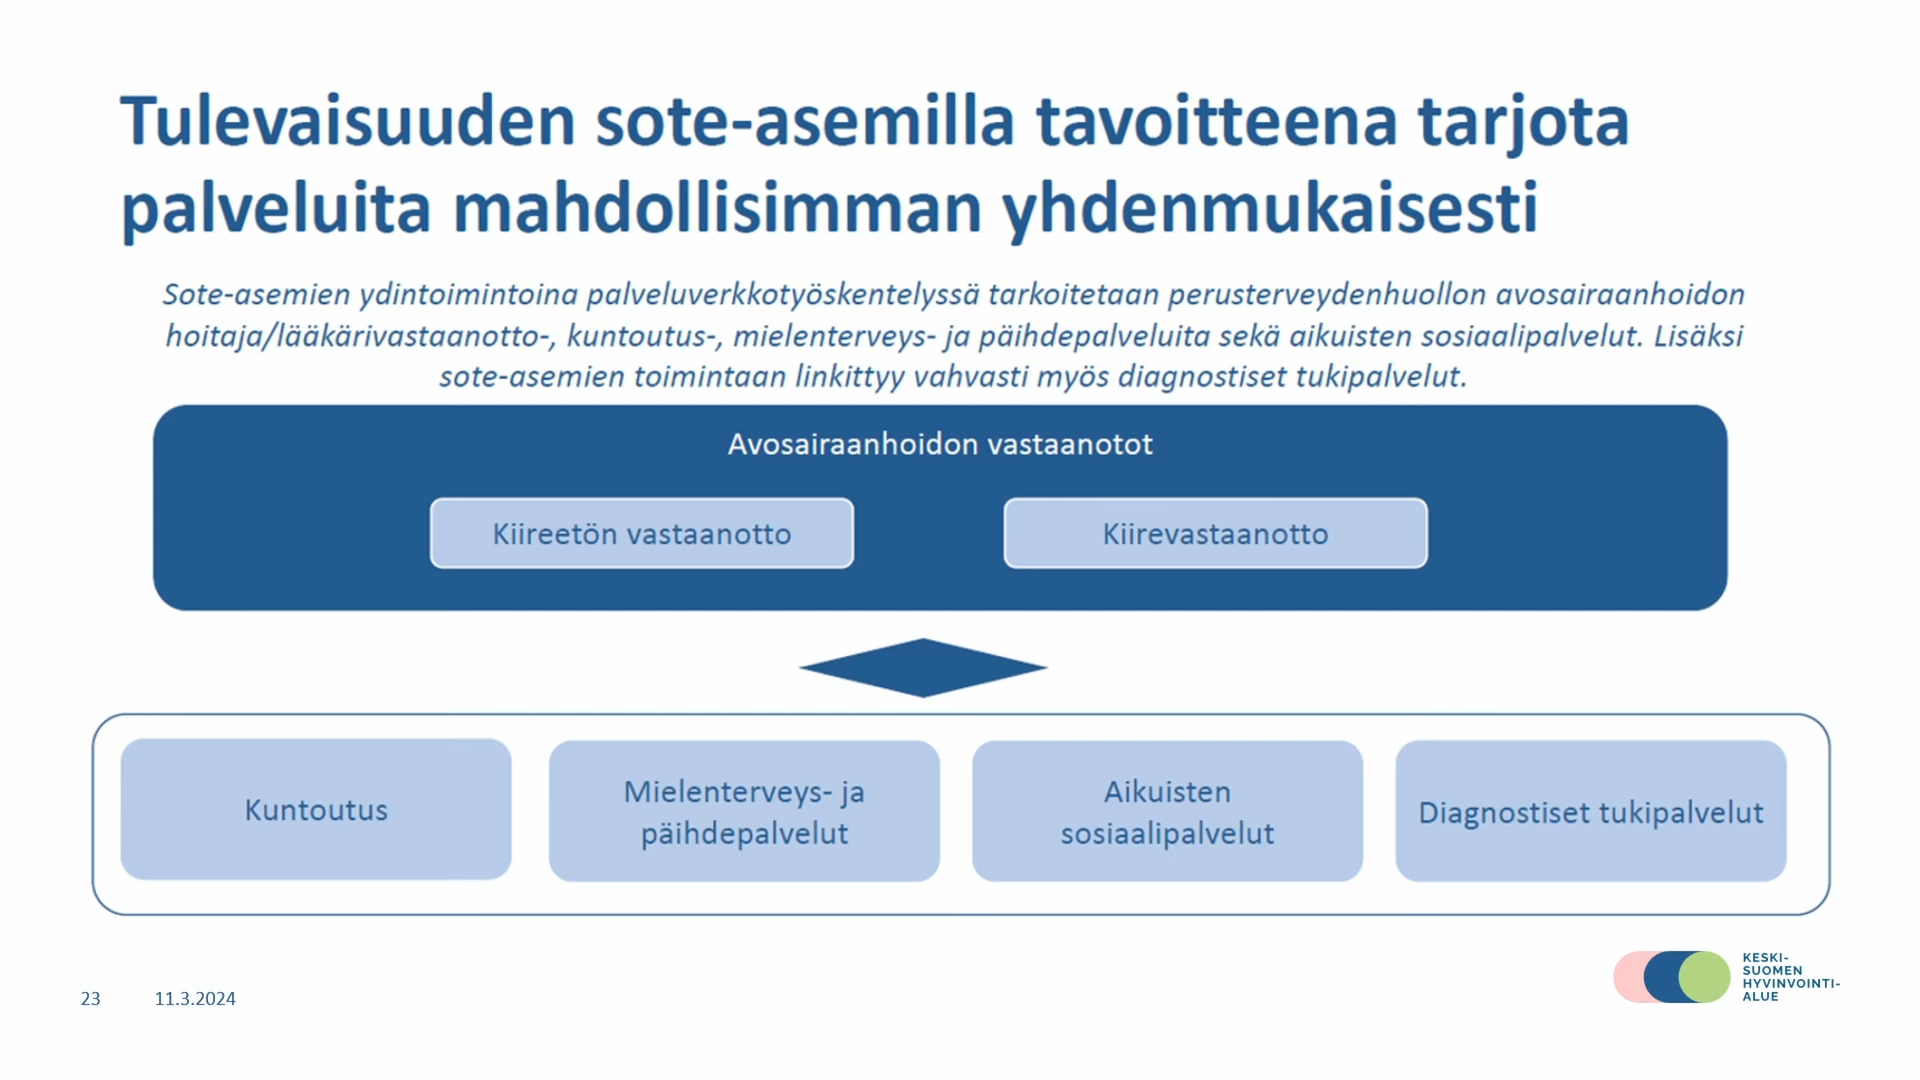 Tulevaisuuden sote-asemilla tavoitteena tarjota
palveluita mahdollisimman yhdenmukaisesti
Sote-asemien ydintoimintoina palveluverkkotyöskentelyssä tarkoitetaan perusterveydenhuollon avosairaanhoidon
hoitaja/lääkärivastaanotto-, kuntoutus-, mielenterveys- ja päihdepalveluita sekä aikuisten sosiaalipalvelut. Lisäksi
sote-asemien toimintaan linkittyy vahvasti myös diagnostiset tukipalvelut.
Avosairaanhoidon vastaanotot
Kiireetön vastaanotto
Kiirevastaanotto
Kuntoutus
Mielenterveys- ja
päihdepalvelut
Aikuisten
sosiaalipalvelut
Diagnostiset tukipalvelut
23
11.3.2024
KESKI-
SUOMEN
HYVINVOINTI-
ALUE